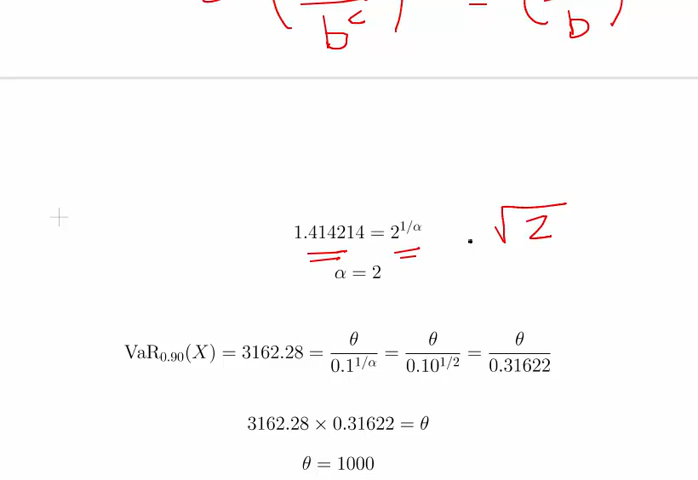 ( / b^c ) = ( / b )
1.414214 = 2^{1/α} . √2
α = 2
VaR_{0.90}(X) = 3162.28 = θ / 0.1^{1/α} = θ / 0.10^{1/2} = θ / 0.31622
3162.28 × 0.31622 = θ
θ = 1000